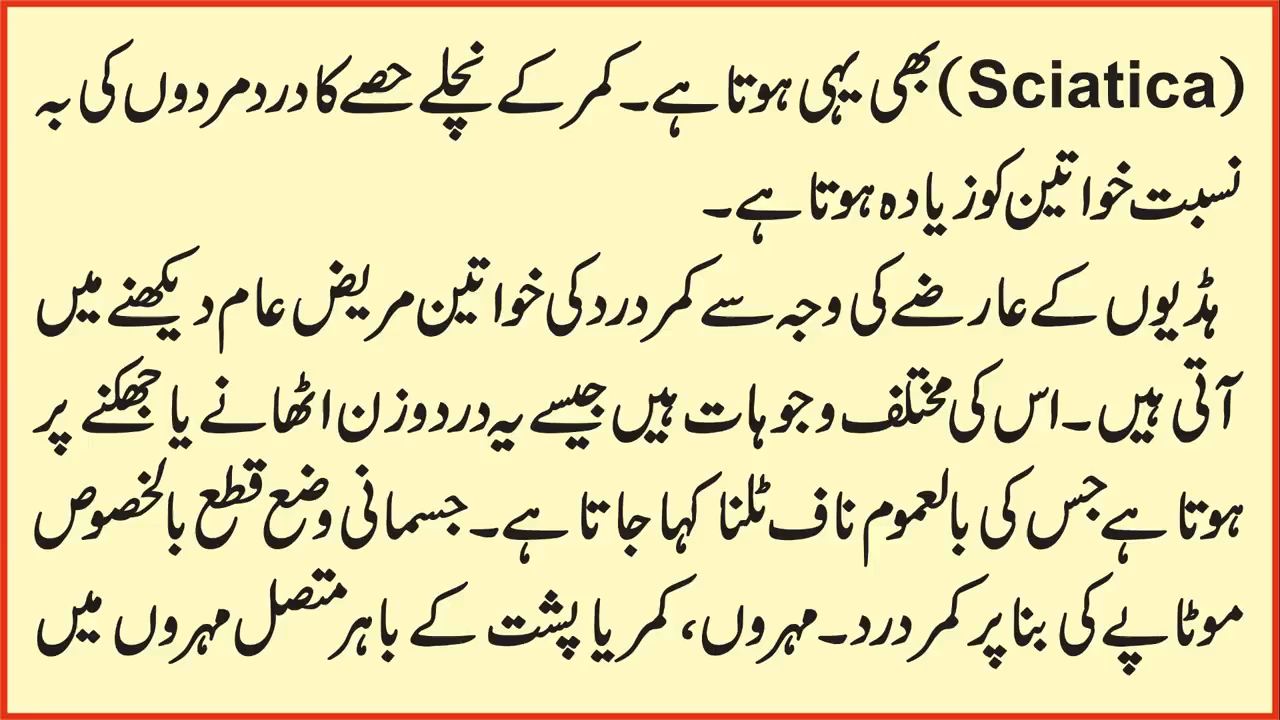 (Sciatica) بھی یہی ہوتا ہے۔ کمر کے نچلے حصے کا درد مردوں کی بہ
نسبت خواتین کو زیادہ ہوتا ہے۔
ہڈیوں کے عارضے کی وجہ سے کمر درد کی خواتین مریض عام دیکھنے میں
آتی ہیں۔ اس کی مختلف وجوہات ہیں جیسے یہ درد وزن اٹھانے یا جھکنے پر
ہوتا ہے جس کی بالعموم ناف ٹلنا کہا جاتا ہے۔ جسمانی وضع قطع بالخصوص
موٹاپے کی بنا پر کمر درد۔ مہروں، کمر یا پشت کے باہر متصل مہروں میں